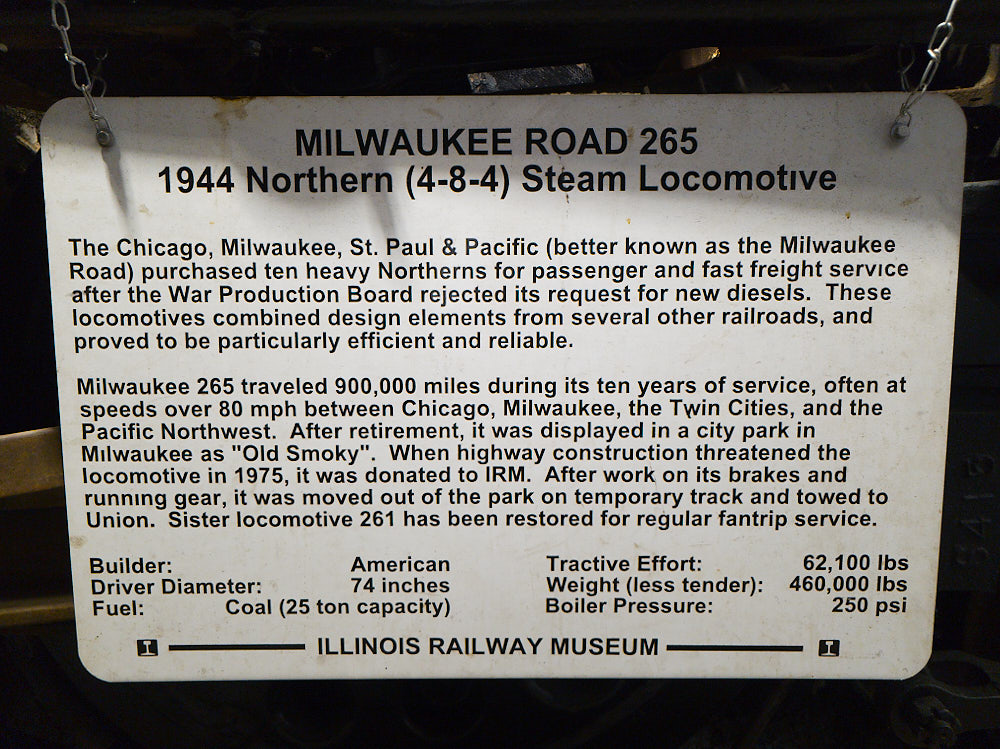 MILWAUKEE ROAD 265
1944 Northern (4-8-4) Steam Locomotive
The Chicago, Milwaukee, St. Paul & Pacific (better known as the Milwaukee
Road) purchased ten heavy Northerns for passenger and fast freight service
after the War Production Board rejected its request for new diesels. These
locomotives combined design elements from several other railroads, and
proved to be particularly efficient and reliable.
Milwaukee 265 traveled 900,000 miles during its ten years of service, often at
speeds over 80 mph between Chicago, Milwaukee, the Twin Cities, and the
Pacific Northwest. After retirement, it was displayed in a city park in
Milwaukee as "Old Smoky". When highway construction threatened the
locomotive in 1975, it was donated to IRM. After work on its brakes and
running gear, it was moved out of the park on temporary track and towed to
Union. Sister locomotive 261 has been restored for regular fantrip service.
Builder: American Tractive Effort: 62,100 lbs
Driver Diameter: 74 inches Weight (less tender): 460,000 lbs
Fuel: Coal (25 ton capacity) Boiler Pressure: 250 psi
ILLINOIS RAILWAY MUSEUM